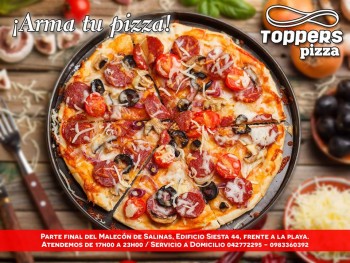 ¡Arma tu pizza!
TOPPERS
pizza
Parte final del Malecón de Salinas, Edificio Siesta 44, frente a la playa.
Atendemos de 17h00 a 23h00 / Servicio a Domicilio 042772295 – 0983360392